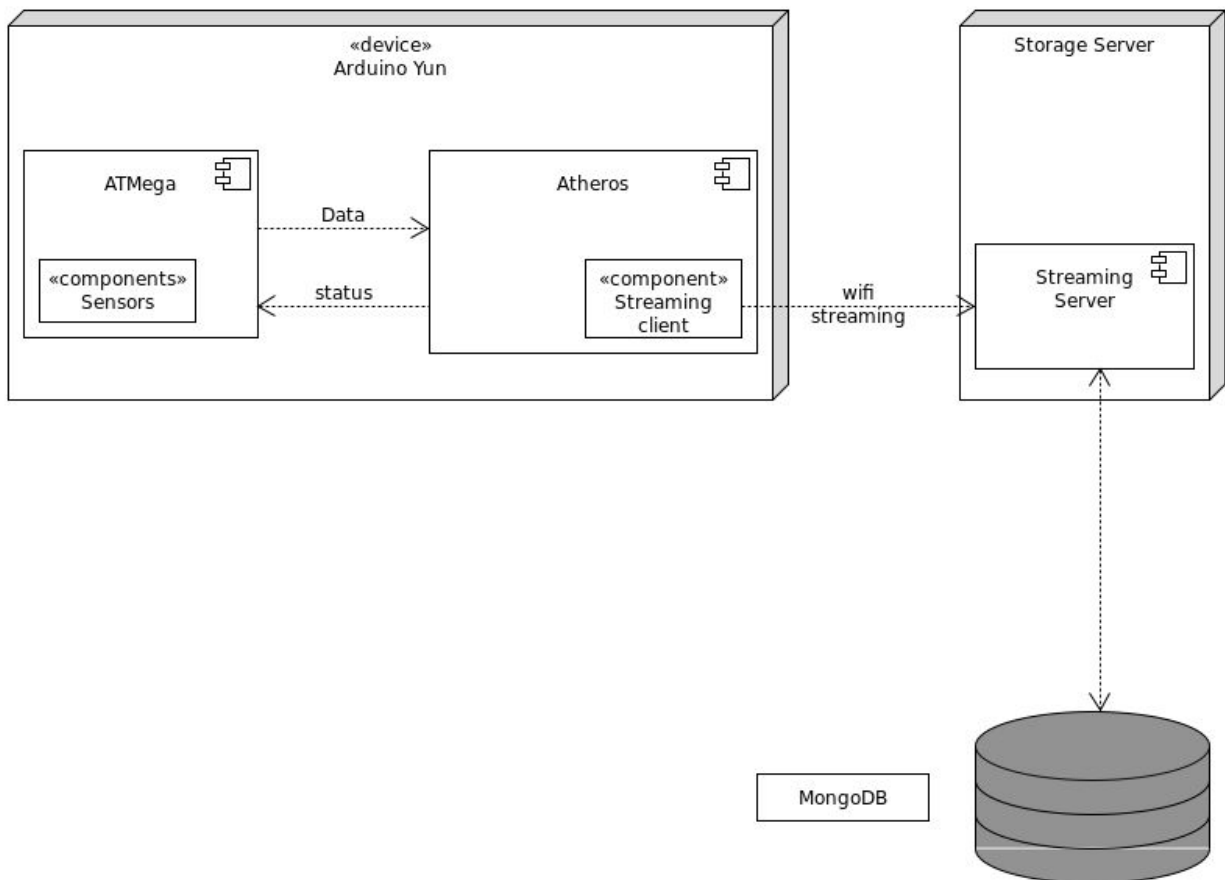 «device»
Arduino Yun
Storage Server
ATMega
Atheros
Data
«components»
Sensors
status
«component»
Streaming
client
wifi
streaming
Streaming
Server
MongoDB